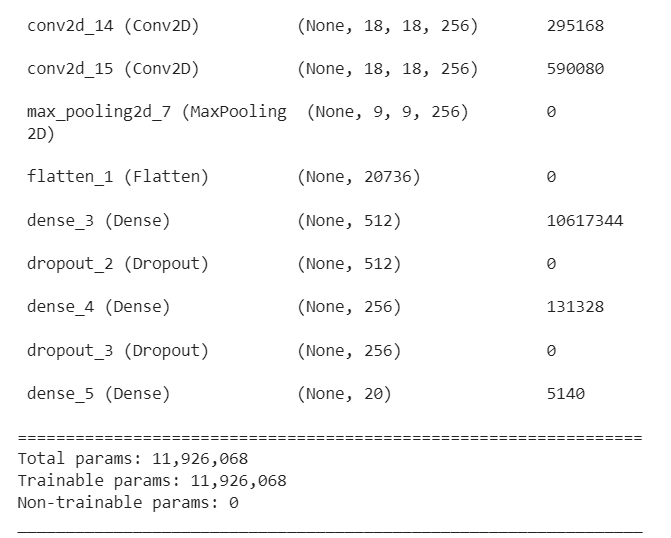 conv2d_14 (Conv2D) (None, 18, 18, 256) 295168
conv2d_15 (Conv2D) (None, 18, 18, 256) 590080
max_pooling2d_7 (MaxPooling (None, 9, 9, 256) 0
2D)
flatten_1 (Flatten) (None, 20736) 0
dense_3 (Dense) (None, 512) 10617344
dropout_2 (Dropout) (None, 512) 0
dense_4 (Dense) (None, 256) 131328
dropout_3 (Dropout) (None, 256) 0
dense_5 (Dense) (None, 20) 5140
=================================================================
Total params: 11,926,068
Trainable params: 11,926,068
Non-trainable params: 0
_________________________________________________________________